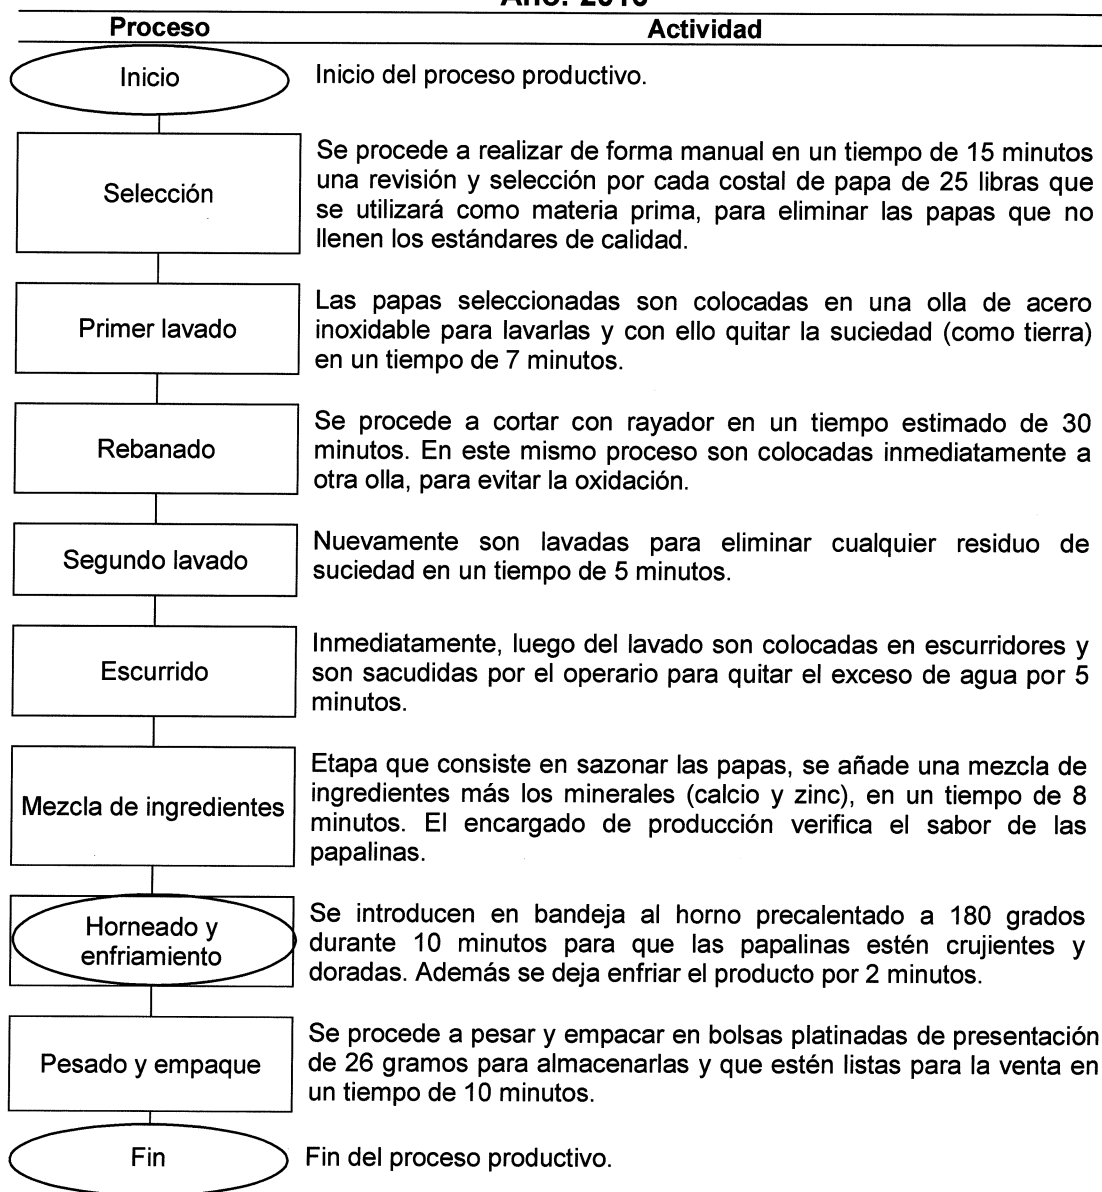 Año: 2016
Proceso Actividad
Inicio
Inicio del proceso productivo.
Selección
Se procede a realizar de forma manual en un tiempo de 15 minutos
una revisión y selección por cada costal de papa de 25 libras que
se utilizará como materia prima, para eliminar las papas que no
llenen los estándares de calidad.
Primer lavado
Las papas seleccionadas son colocadas en una olla de acero
inoxidable para lavarlas y con ello quitar la suciedad (como tierra)
en un tiempo de 7 minutos.
Rebanado
Se procede a cortar con rayador en un tiempo estimado de 30
minutos. En este mismo proceso son colocadas inmediatamente a
otra olla, para evitar la oxidación.
Segundo lavado
Nuevamente son lavadas para eliminar cualquier residuo de
suciedad en un tiempo de 5 minutos.
Escurrido
Inmediatamente, luego del lavado son colocadas en escurridores y
son sacudidas por el operario para quitar el exceso de agua por 5
minutos.
Mezcla de ingredientes
Etapa que consiste en sazonar las papas, se añade una mezcla de
ingredientes más los minerales (calcio y zinc), en un tiempo de 8
minutos. El encargado de producción verifica el sabor de las
papalinas.
Horneado y
enfriamiento
Se introducen en bandeja al horno precalentado a 180 grados
durante 10 minutos para que las papalinas estén crujientes y
doradas. Además se deja enfriar el producto por 2 minutos.
Pesado y empaque
Se procede a pesar y empacar en bolsas platinadas de presentación
de 26 gramos para almacenarlas y que estén listas para la venta en
un tiempo de 10 minutos.
Fin
Fin del proceso productivo.